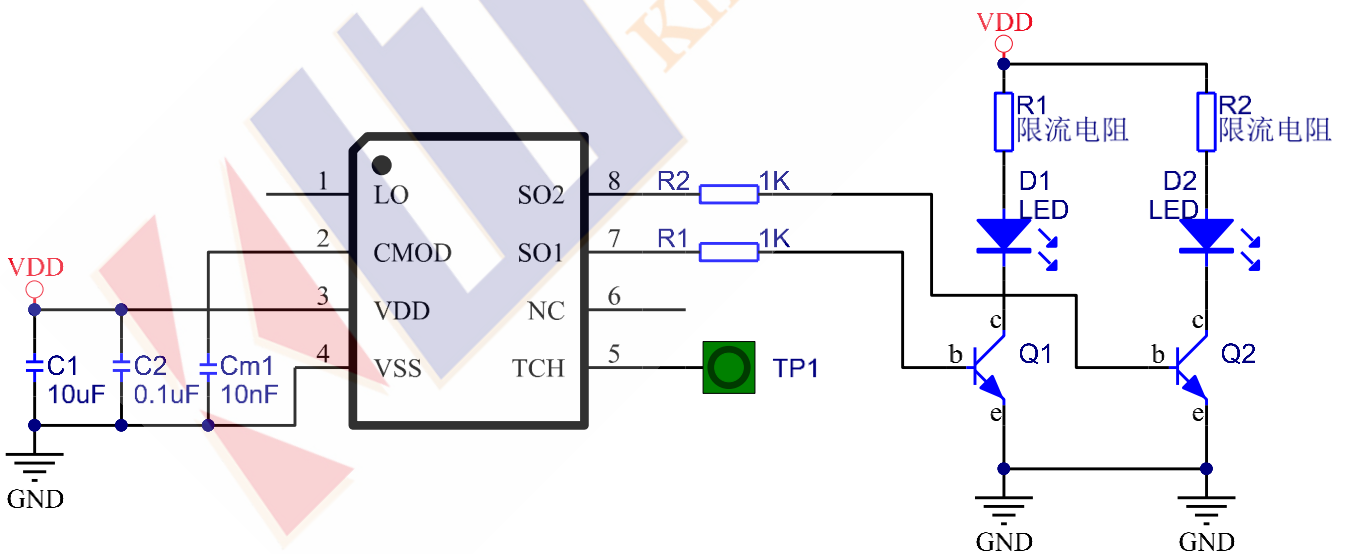 VDD
R1
限流电阻
R2
限流电阻
1
LO
SO2
8
R2
1K
D1
LED
D2
LED
2
CMOD
SO1
7
R1
1K
VDD
3
VDD
NC
6
c
c
4
VSS
TCH
5
TP1
b
Q1
b
Q2
C1
10uF
C2
0.1uF
Cm1
10nF
e
e
GND
GND
GND